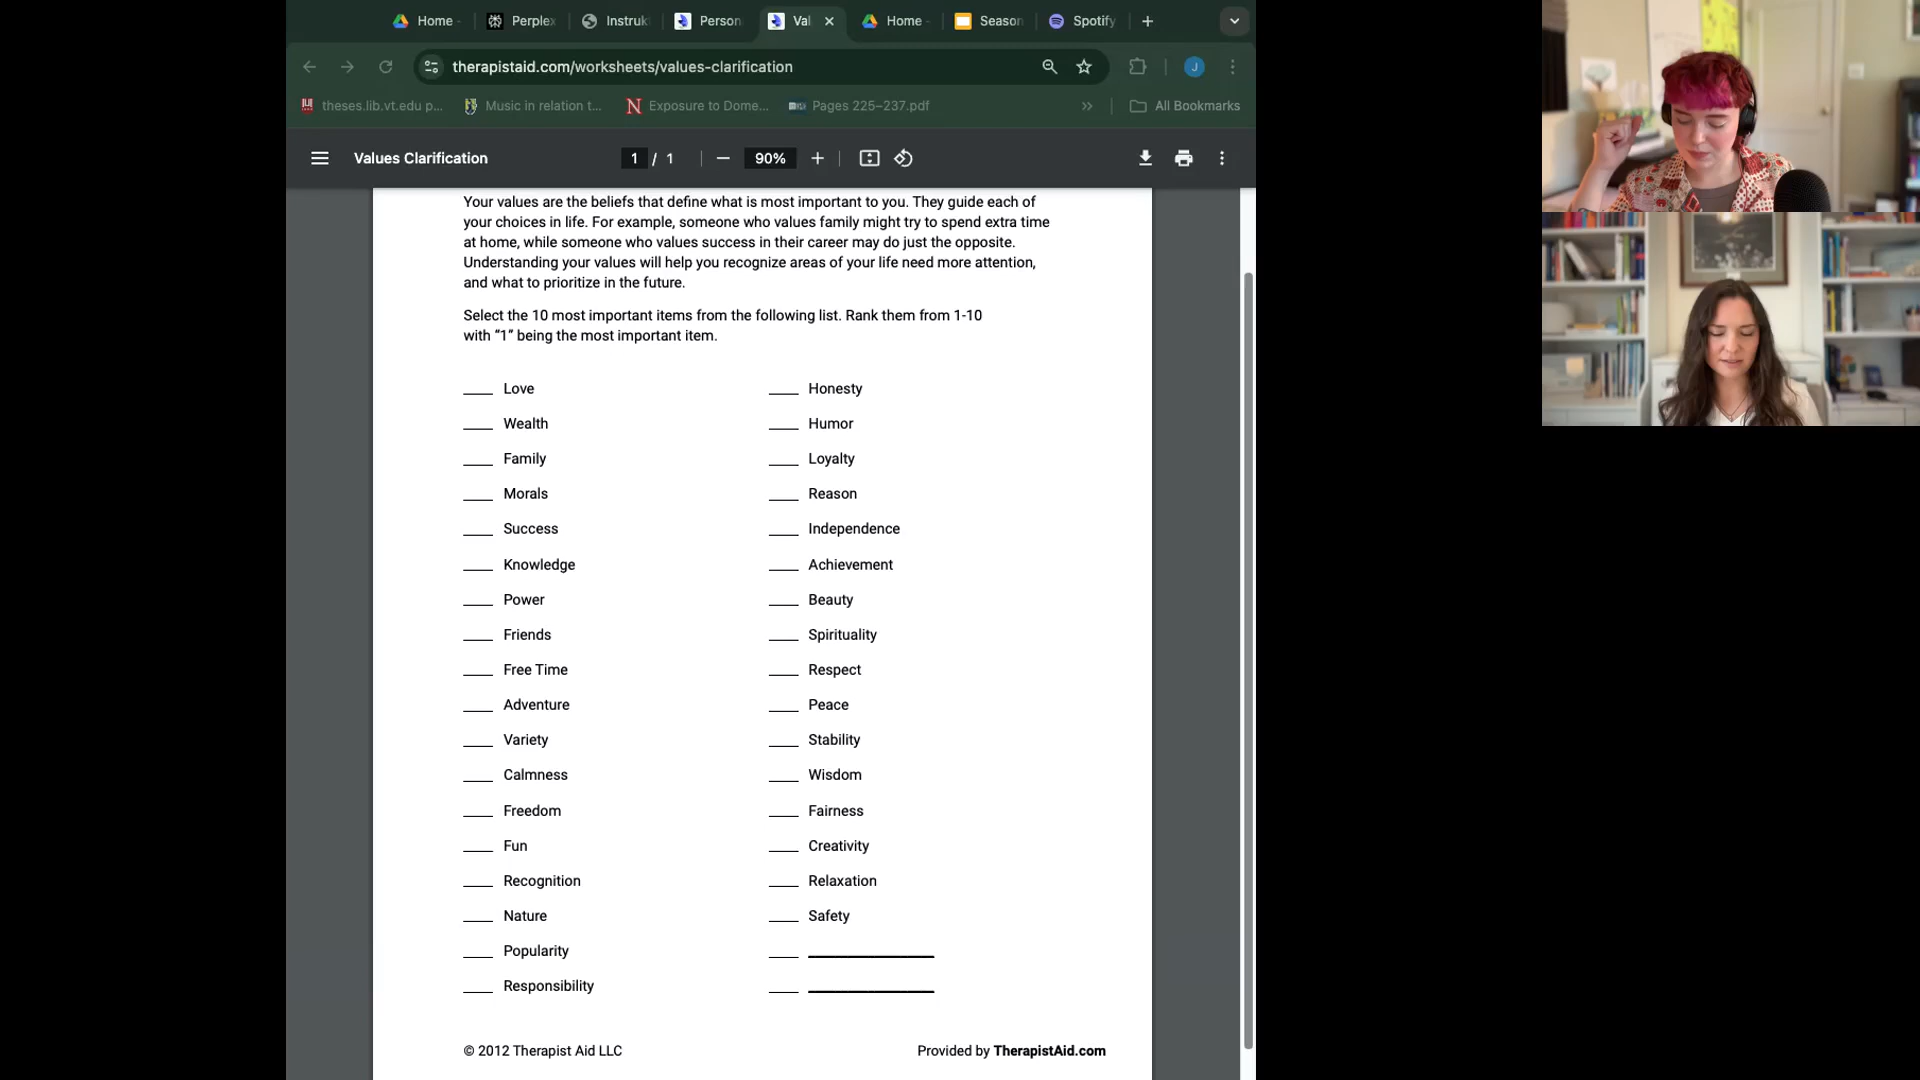 Home
Perplex
Instruk
Person
Val
Home
Season
Spotify
therapistaid.com/worksheets/values-clarification
J
theses.lib.vt.edu p...
Music in relation t...
Exposure to Dome...
Pages 225–237.pdf
All Bookmarks
Values Clarification
1 / 1
90%
Your values are the beliefs that define what is most important to you. They guide each of
your choices in life. For example, someone who values family might try to spend extra time
at home, while someone who values success in their career may do just the opposite.
Understanding your values will help you recognize areas of your life need more attention,
and what to prioritize in the future.
Select the 10 most important items from the following list. Rank them from 1-10
with “1” being the most important item.
Love
Wealth
Family
Morals
Success
Knowledge
Power
Friends
Free Time
Adventure
Variety
Calmness
Freedom
Fun
Recognition
Nature
Popularity
Responsibility
Honesty
Humor
Loyalty
Reason
Independence
Achievement
Beauty
Spirituality
Respect
Peace
Stability
Wisdom
Fairness
Creativity
Relaxation
Safety
© 2012 Therapist Aid LLC
Provided by TherapistAid.com